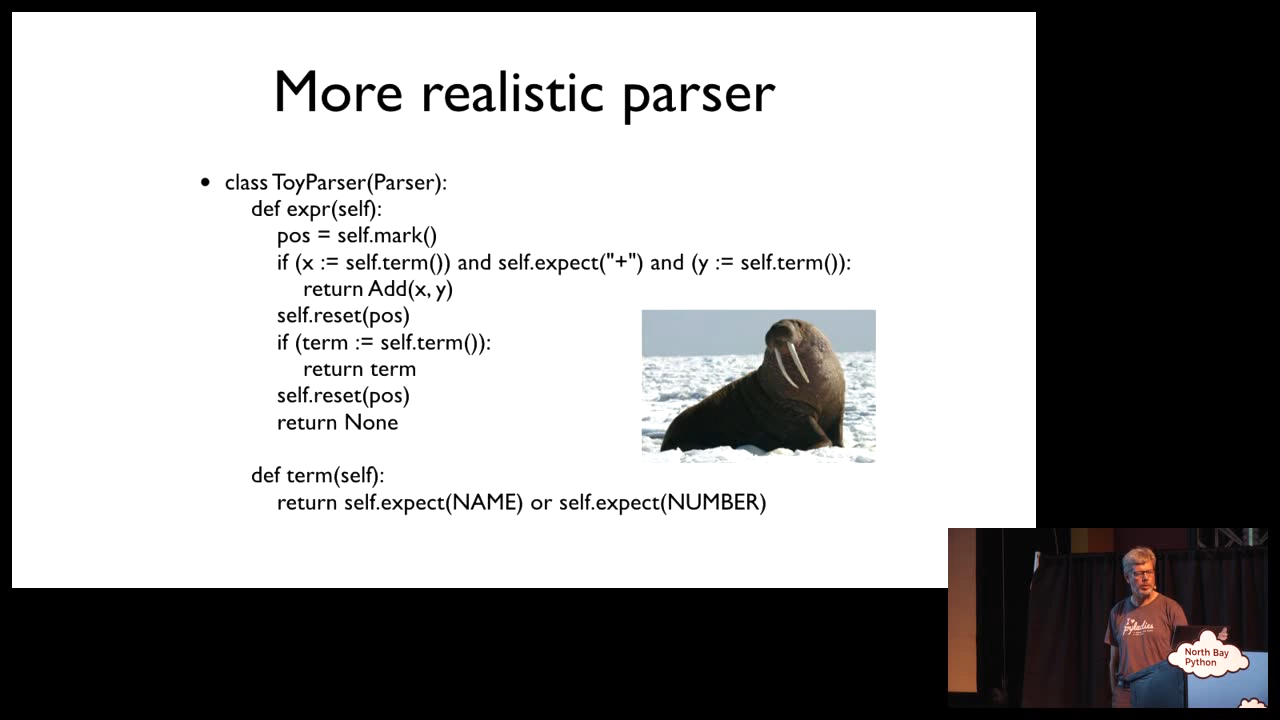 More realistic parser
• class ToyParser(Parser):
def expr(self):
pos = self.mark()
if (x := self.term()) and self.expect("+") and (y := self.term()):
return Add(x, y)
self.reset(pos)
if (term := self.term()):
return term
self.reset(pos)
return None
def term(self):
return self.expect(NAME) or self.expect(NUMBER)
pyladies
North Bay
Python